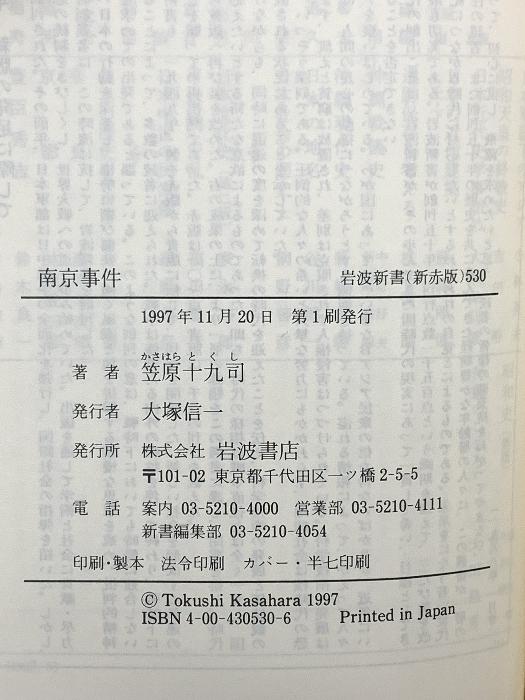 南京事件
岩波新書(新赤版)530
1997年11月20日 第1刷発行
かさはら とくし
著者 笠原十九司
発行者 大塚信一
発行所 株式会社 岩波書店
〒101-02 東京都千代田区一ツ橋2-5-5
電話 案内 03-5210-4000 営業部 03-5210-4111
新書編集部 03-5210-4054
印刷・製本 法令印刷 カバー・半七印刷
© Tokushi Kasahara 1997
ISBN 4-00-430530-6
Printed in Japan